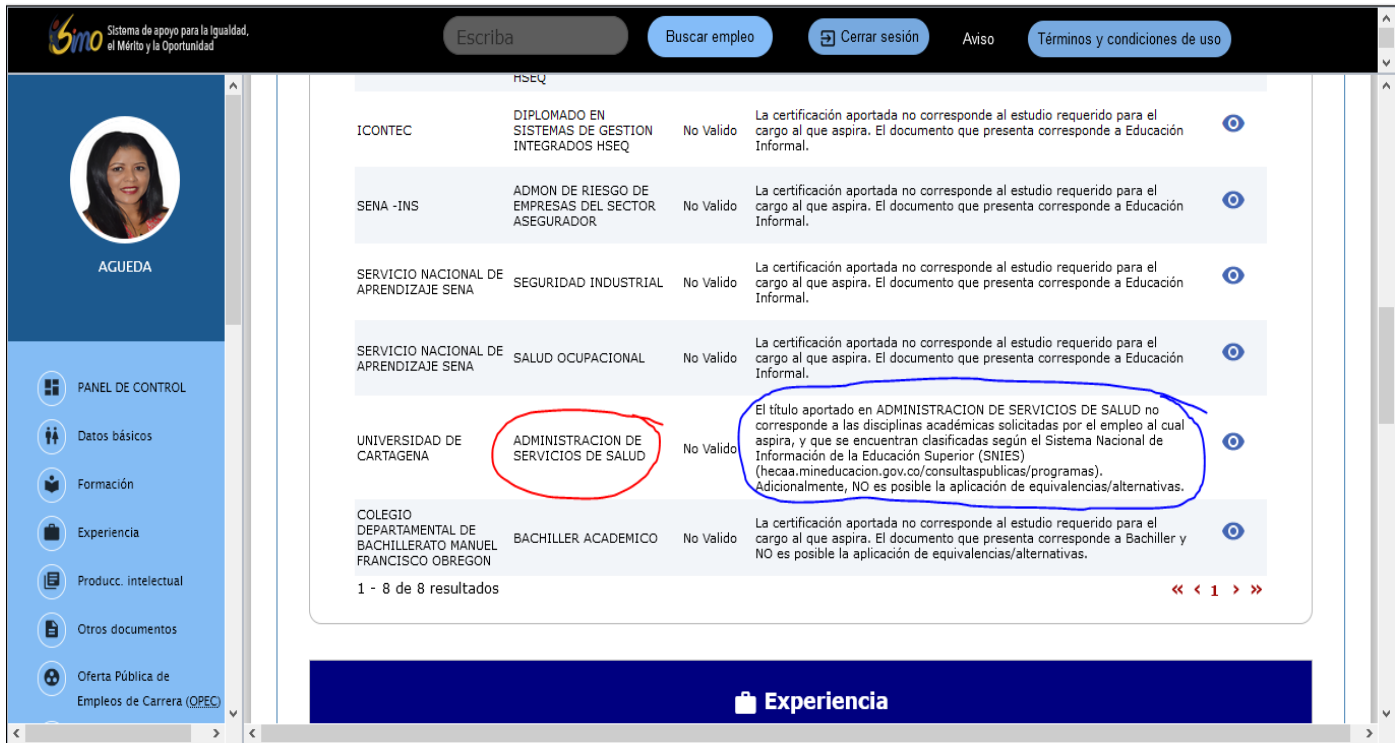 Simo
Sistema de apoyo para la Igualdad,
el Mérito y la Oportunidad
Escriba
Buscar empleo
Cerrar sesión
Aviso
Términos y condiciones de uso
AGUEDA
PANEL DE CONTROL
Datos básicos
Formación
Experiencia
Producc. intelectual
Otros documentos
Oferta Pública de
Empleos de Carrera (OPEC)
HSEQ
ICONTEC
DIPLOMADO EN
SISTEMAS DE GESTION
INTEGRADOS HSEQ
No Valido
La certificación aportada no corresponde al estudio requerido para el
cargo al que aspira. El documento que presenta corresponde a Educación
Informal.
SENA -INS
ADMON DE RIESGO DE
EMPRESAS DEL SECTOR
ASEGURADOR
No Valido
La certificación aportada no corresponde al estudio requerido para el
cargo al que aspira. El documento que presenta corresponde a Educación
Informal.
SERVICIO NACIONAL DE
APRENDIZAJE SENA
SEGURIDAD INDUSTRIAL
No Valido
La certificación aportada no corresponde al estudio requerido para el
cargo al que aspira. El documento que presenta corresponde a Educación
Informal.
SERVICIO NACIONAL DE
APRENDIZAJE SENA
SALUD OCUPACIONAL
No Valido
La certificación aportada no corresponde al estudio requerido para el
cargo al que aspira. El documento que presenta corresponde a Educación
Informal.
UNIVERSIDAD DE
CARTAGENA
ADMINISTRACION DE
SERVICIOS DE SALUD
No Valido
El título aportado en ADMINISTRACION DE SERVICIOS DE SALUD no
corresponde a las disciplinas académicas solicitadas por el empleo al cual
aspira, y que se encuentran clasificadas según el Sistema Nacional de
Información de la Educación Superior (SNIES)
(hecaa.mineducacion.gov.co/consultaspublicas/programas).
Adicionalmente, NO es posible la aplicación de equivalencias/alternativas.
COLEGIO
DEPARTAMENTAL DE
BACHILLERATO MANUEL
FRANCISCO OBREGON
BACHILLER ACADEMICO
No Valido
La certificación aportada no corresponde al estudio requerido para el
cargo al que aspira. El documento que presenta corresponde a Bachiller y
NO es posible la aplicación de equivalencias/alternativas.
1 - 8 de 8 resultados
« ‹ 1 › »
Experiencia